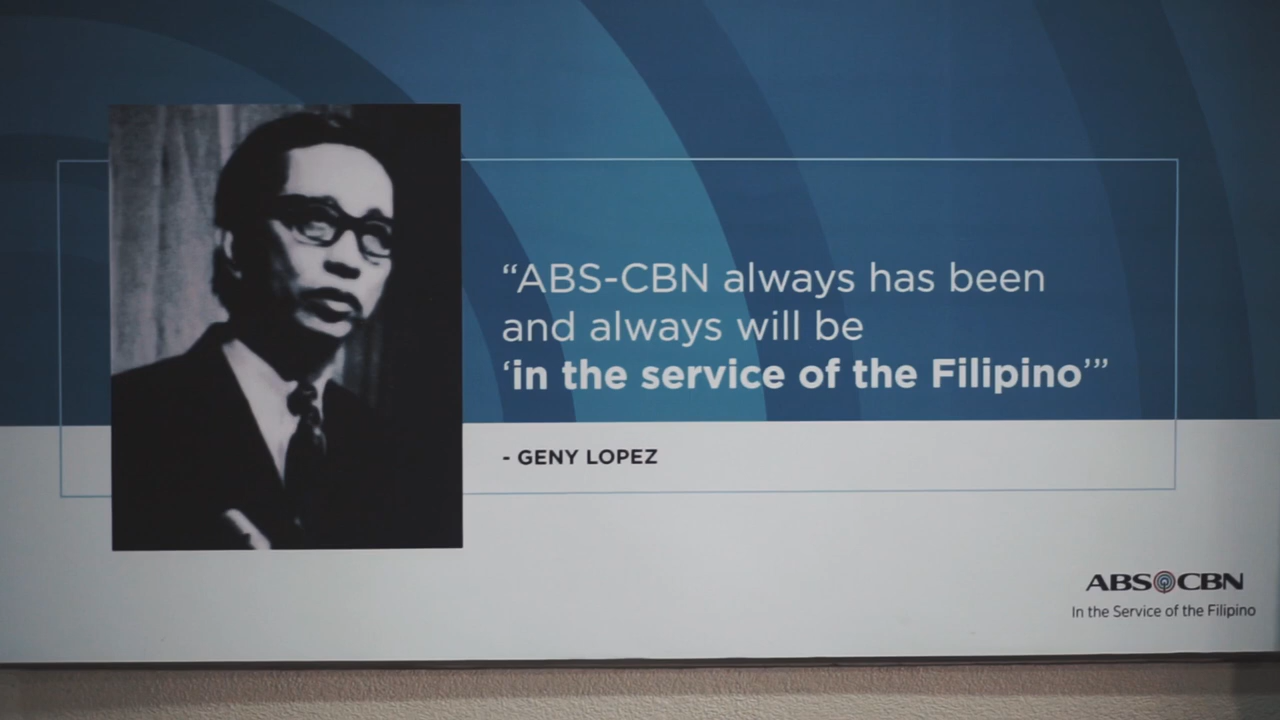 “ABS-CBN always has been
and always will be
‘in the service of the Filipino’”
- GENY LOPEZ
ABS CBN
In the Service of the Filipino